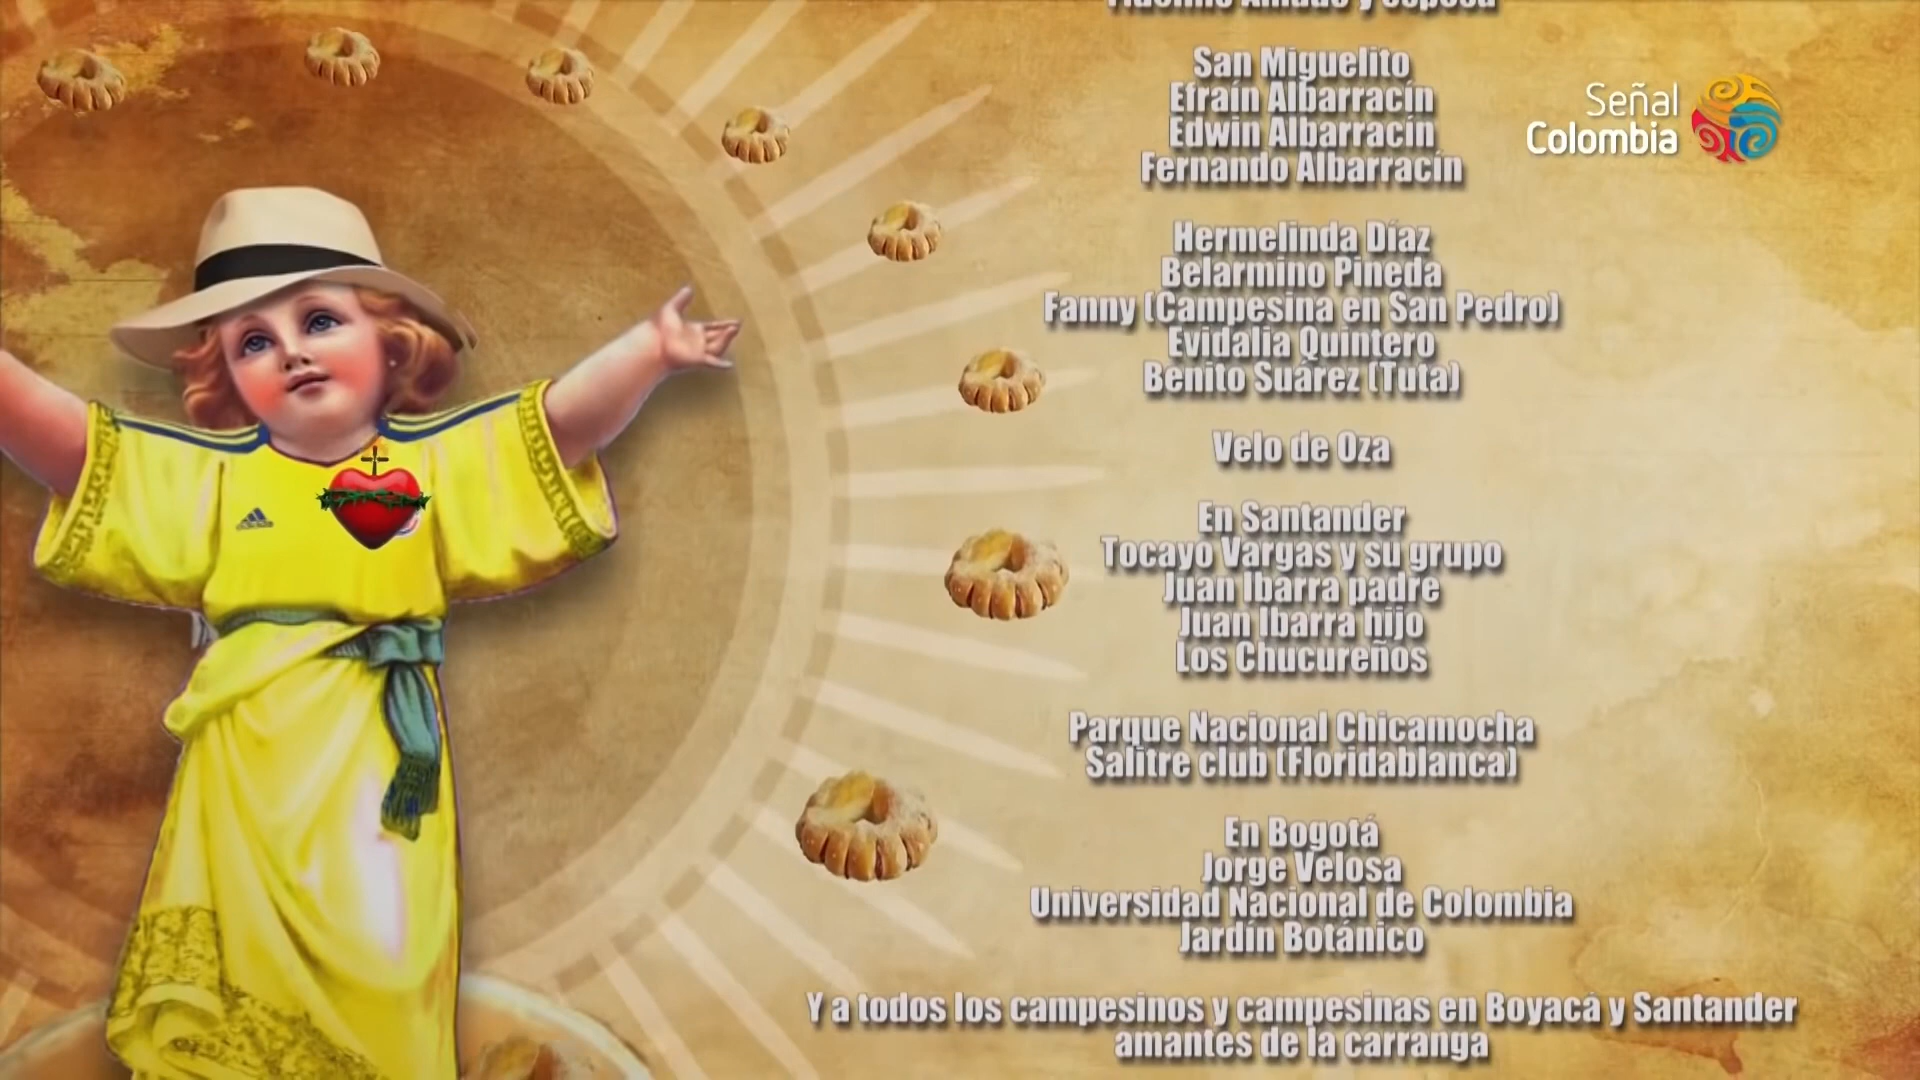 y esposa
San Miguelito
Efraín Albarracín
Edwin Albarracín
Fernando Albarracín
Hermelinda Díaz
Belarmino Pineda
Fanny (Campesina en San Pedro)
Evidalia Quintero
Benito Suárez (Tuta)
Velo de Oza
En Santander
Tocayo Vargas y su grupo
Juan Ibarra padre
Juan Ibarra hijo
Los Chucureños
Parque Nacional Chicamocha
Salitre club (Floridablanca)
En Bogotá
Jorge Velosa
Universidad Nacional de Colombia
Jardín Botánico
Y a todos los campesinos y campesinas en Boyacá y Santander
amantes de la carranga
Señal
Colombia